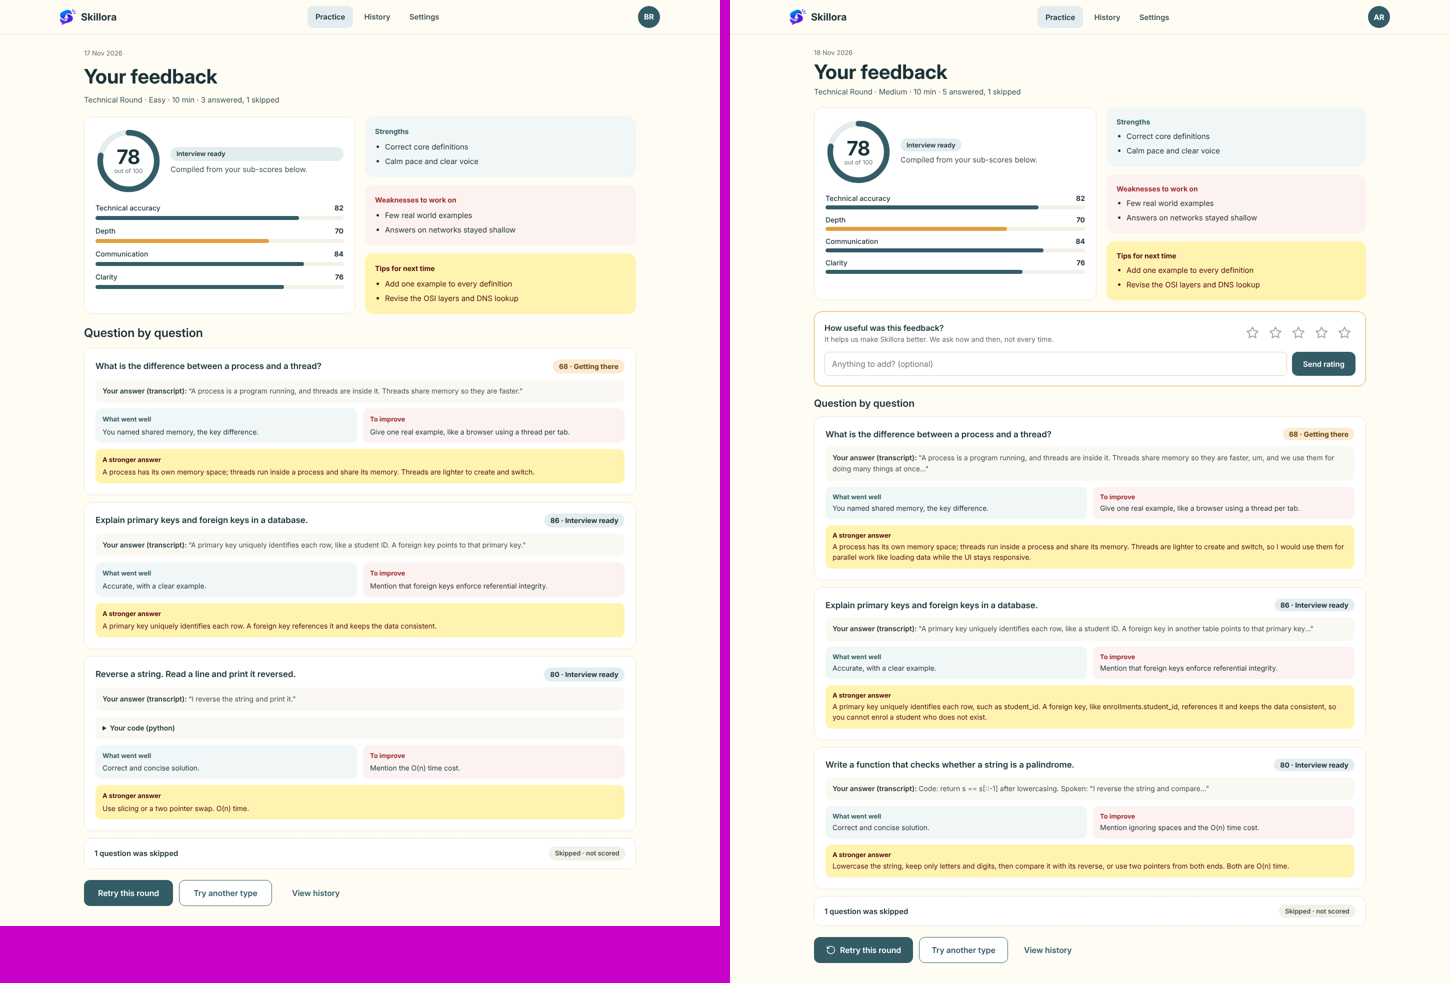 Skillora
Practice
History
Settings
BR
17 Nov 2026
Your feedback
Technical Round · Easy · 10 min · 3 answered, 1 skipped
78
out of 100
Interview ready
Compiled from your sub-scores below.
Technical accuracy 82
Depth 70
Communication 84
Clarity 76
Strengths
• Correct core definitions
• Calm pace and clear voice
Weaknesses to work on
• Few real world examples
• Answers on networks stayed shallow
Tips for next time
• Add one example to every definition
• Revise the OSI layers and DNS lookup
Question by question
What is the difference between a process and a thread?
68 · Getting there
Your answer (transcript): "A process is a program running, and threads are inside it. Threads share memory so they are faster."
What went well
You named shared memory, the key difference.
To improve
Give one real example, like a browser using a thread per tab.
A stronger answer
A process has its own memory space; threads run inside a process and share its memory. Threads are lighter to create and switch.
Explain primary keys and foreign keys in a database.
86 · Interview ready
Your answer (transcript): "A primary key uniquely identifies each row, like a student ID. A foreign key points to that primary key."
What went well
Accurate, with a clear example.
To improve
Mention that foreign keys enforce referential integrity.
A stronger answer
A primary key uniquely identifies each row. A foreign key references it and keeps the data consistent.
Reverse a string. Read a line and print it reversed.
80 · Interview ready
Your answer (transcript): "I reverse the string and print it."
▶ Your code (python)
What went well
Correct and concise solution.
To improve
Mention the O(n) time cost.
A stronger answer
Use slicing or a two pointer swap. O(n) time.
1 question was skipped
Skipped · not scored
Retry this round
Try another type
View history
Skillora
Practice
History
Settings
AR
18 Nov 2026
Your feedback
Technical Round · Medium · 10 min · 5 answered, 1 skipped
78
out of 100
Interview ready
Compiled from your sub-scores below.
Technical accuracy 82
Depth 70
Communication 84
Clarity 76
Strengths
• Correct core definitions
• Calm pace and clear voice
Weaknesses to work on
• Few real world examples
• Answers on networks stayed shallow
Tips for next time
• Add one example to every definition
• Revise the OSI layers and DNS lookup
How useful was this feedback?
It helps us make Skillora better. We ask now and then, not every time.
Anything to add? (optional)
Send rating
Question by question
What is the difference between a process and a thread?
68 · Getting there
Your answer (transcript): "A process is a program running, and threads are inside it. Threads share memory so they are faster, um, and we use them for
doing many things at once..."
What went well
You named shared memory, the key difference.
To improve
Give one real example, like a browser using a thread per tab.
A stronger answer
A process has its own memory space; threads run inside a process and share its memory. Threads are lighter to create and switch, so I would use them for
parallel work like loading data while the UI stays responsive.
Explain primary keys and foreign keys in a database.
86 · Interview ready
Your answer (transcript): "A primary key uniquely identifies each row, like a student ID. A foreign key in another table points to that primary key..."
What went well
Accurate, with a clear example.
To improve
Mention that foreign keys enforce referential integrity.
A stronger answer
A primary key uniquely identifies each row, such as student_id. A foreign key, like enrollments.student_id, references it and keeps the data consistent, so
you cannot enrol a student who does not exist.
Write a function that checks whether a string is a palindrome.
80 · Interview ready
Your answer (transcript): Code: return s == s[::-1] after lowercasing. Spoken: "I reverse the string and compare..."
What went well
Correct and concise solution.
To improve
Mention ignoring spaces and the O(n) time cost.
A stronger answer
Lowercase the string, keep only letters and digits, then compare it with its reverse, or use two pointers from both ends. Both are O(n) time.
1 question was skipped
Skipped · not scored
Retry this round
Try another type
View history